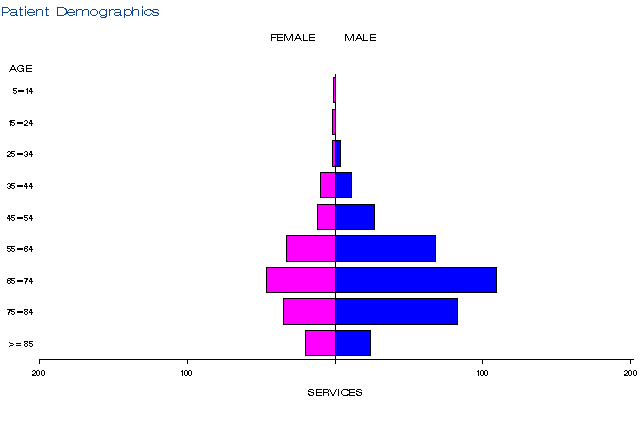 Patient Demographics
FEMALE MALE
AGE
5-14
15-24
25-34
35-44
45-54
55-64
65-74
75-84
>=85
200 100 100 200
SERVICES